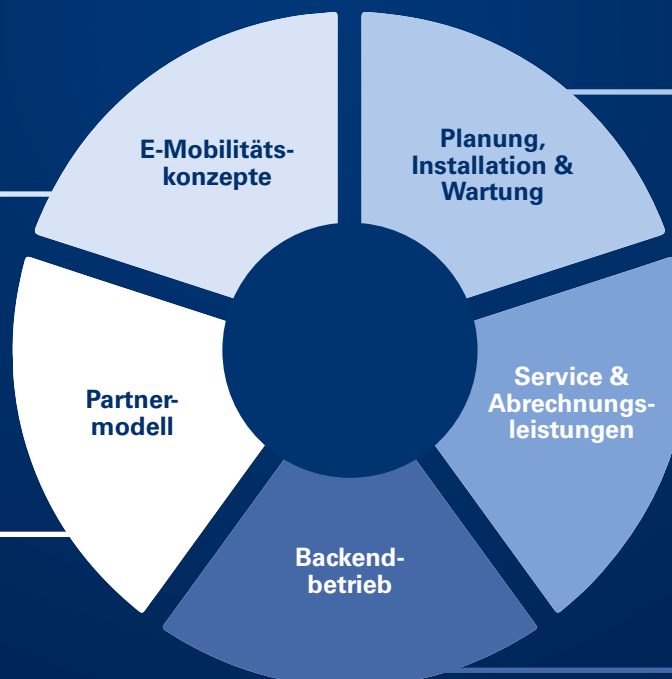 E-Mobilitäts-
konzepte
Planung,
Installation &
Wartung
Service &
Abrechnungs-
leistungen
Backend-
betrieb
Partner-
modell